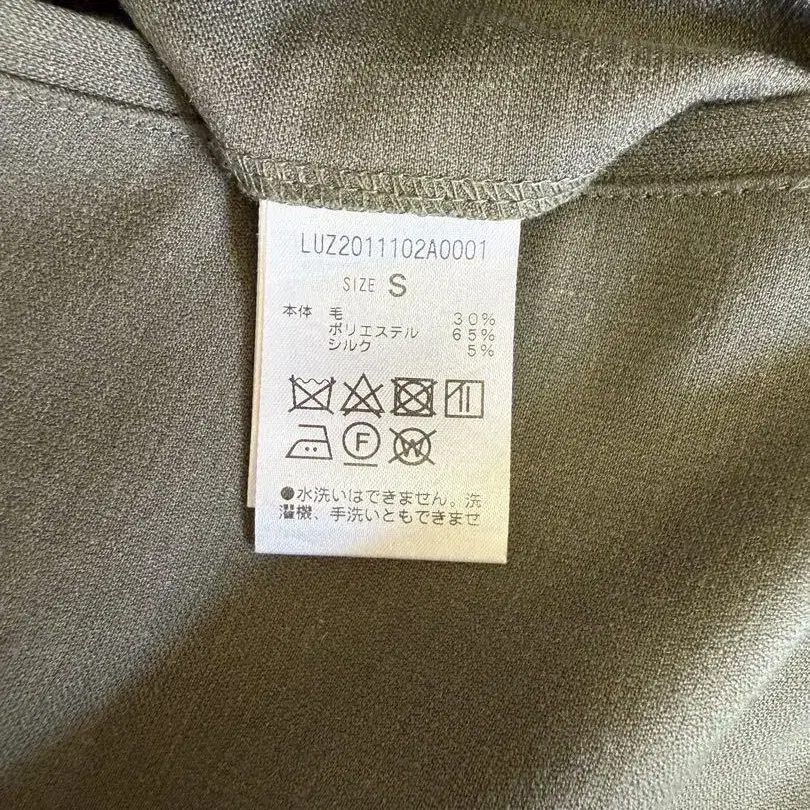 LUZ2011102A0001
SIZE S
本体 毛 30%
ポリエステル 65%
シルク 5%
F W
●水洗いはできません。洗
濯機、手洗いともできませ